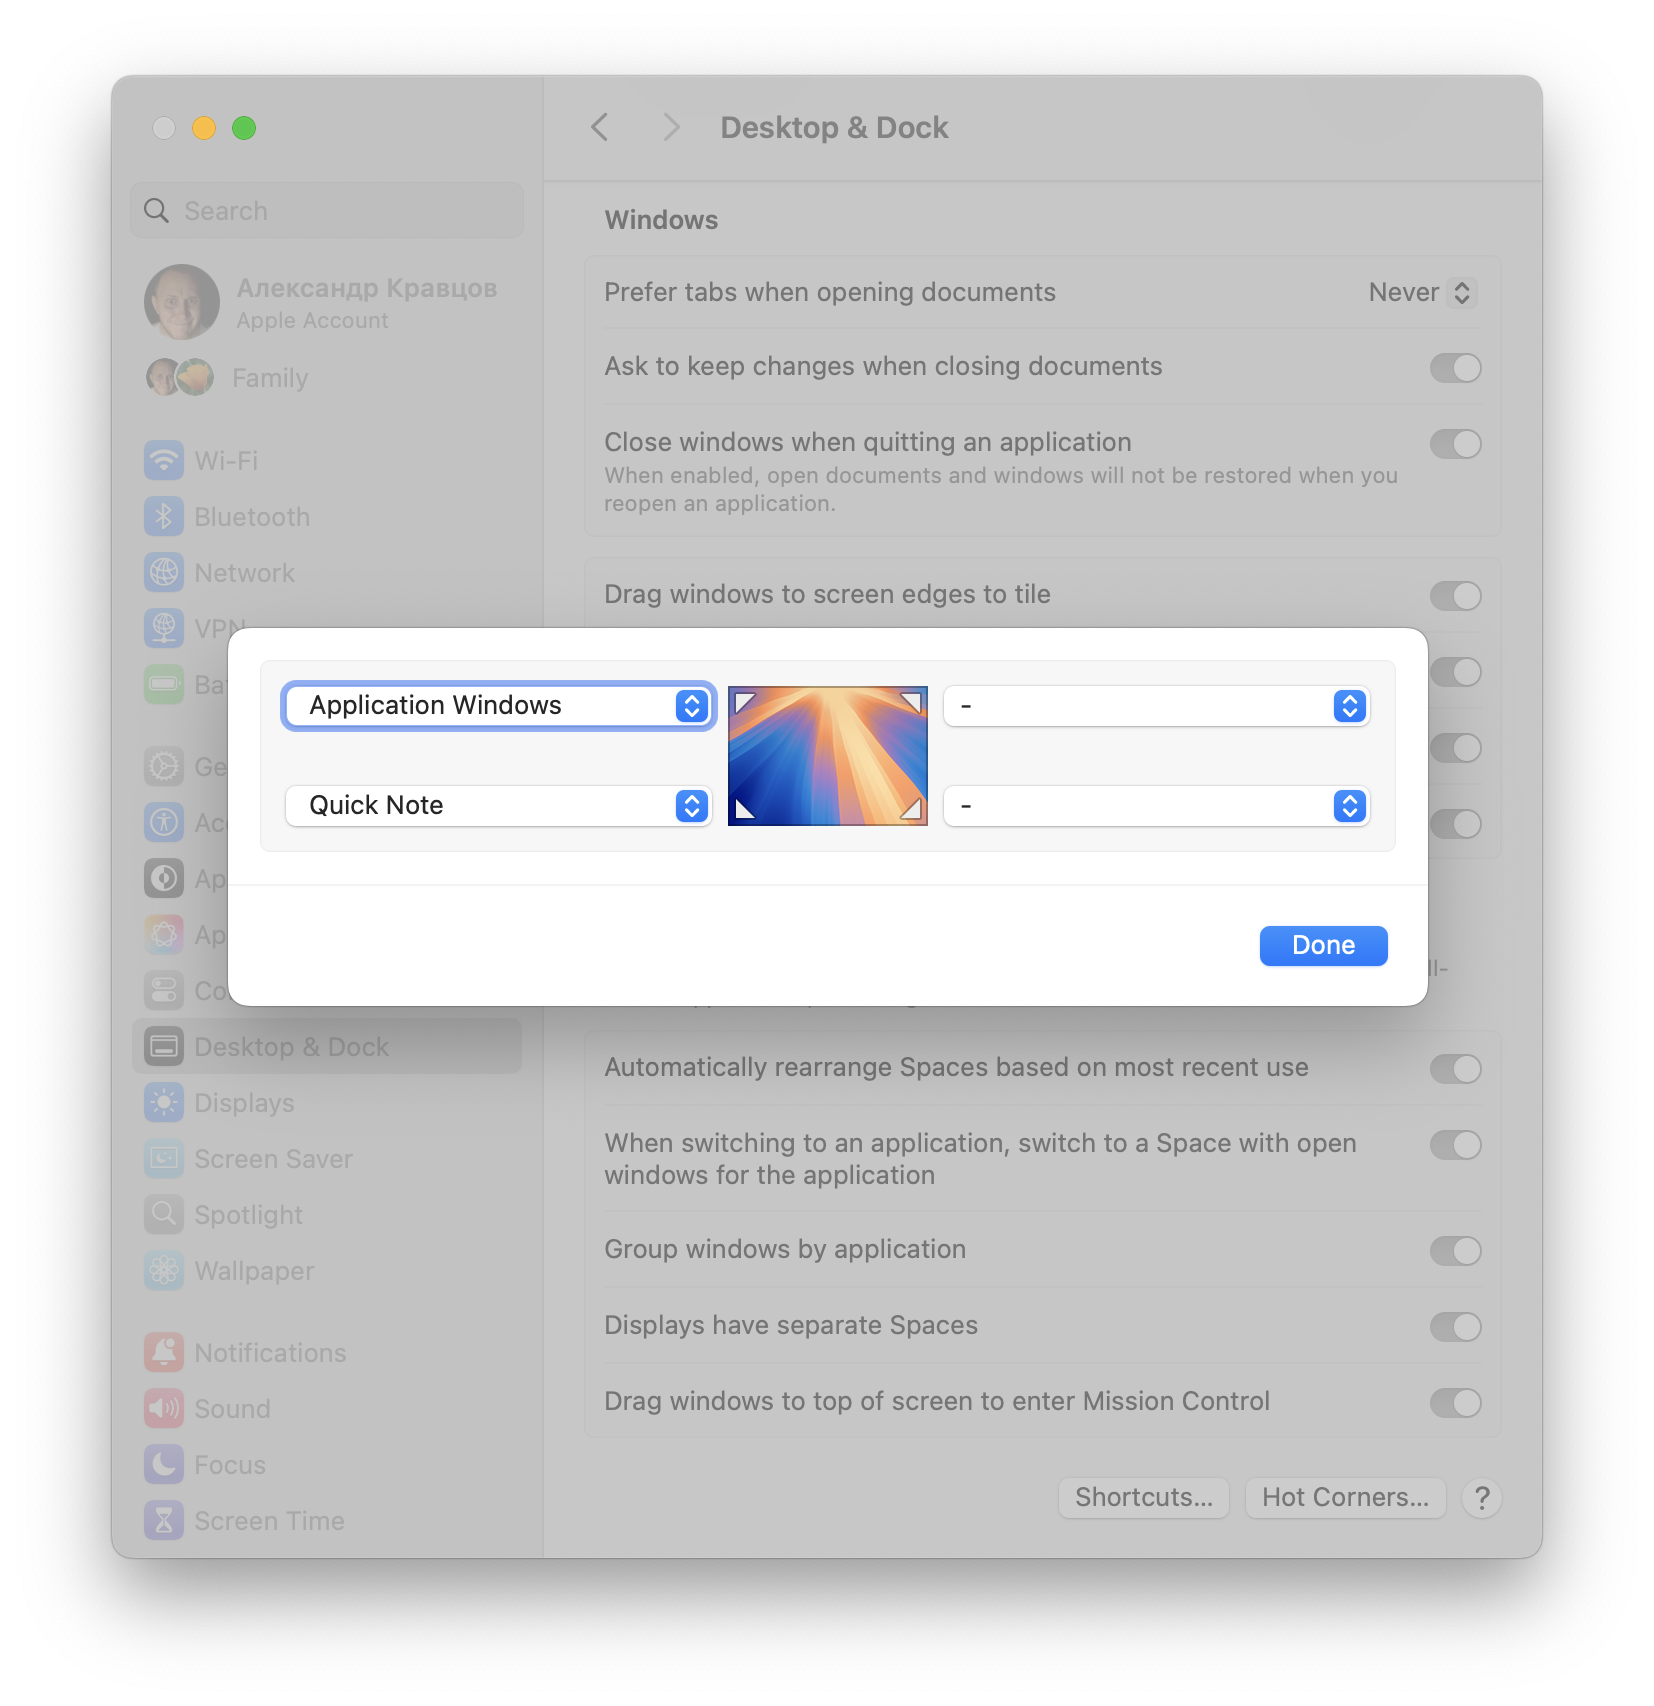 Desktop & Dock
Search
Александр Кравцов
Apple Account
Family
Wi-Fi
Bluetooth
Network
VPN
Ba
Ge
Ac
Ap
Ap
Co
Desktop & Dock
Displays
Screen Saver
Spotlight
Wallpaper
Notifications
Sound
Focus
Screen Time
Windows
Prefer tabs when opening documents Never
Ask to keep changes when closing documents
Close windows when quitting an application
When enabled, open documents and windows will not be restored when you
reopen an application.
Drag windows to screen edges to tile
Application Windows -
Quick Note -
Done
ll-
Automatically rearrange Spaces based on most recent use
When switching to an application, switch to a Space with open
windows for the application
Group windows by application
Displays have separate Spaces
Drag windows to top of screen to enter Mission Control
Shortcuts... Hot Corners... ?